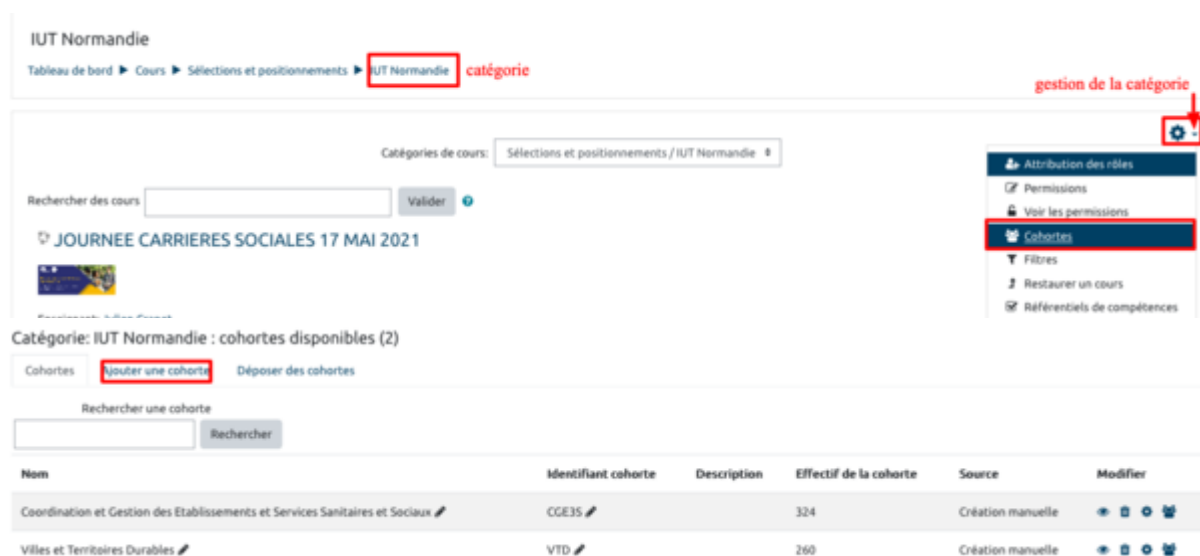 IUT Normandie
Tableau de bord ▶ Cours ▶ Sélections et positionnements ▶ IUT Normandie catégorie
gestion de la catégorie
Catégories de cours: Sélections et positionnements / IUT Normandie
Attribution des rôles
Permissions
Rechercher des cours Valider
Voir les permissions
JOURNEE CARRIERES SOCIALES 17 MAI 2021
Cohortes
Filtres
Restaurer un cours
Référentiels de compétences
Catégorie: IUT Normandie : cohortes disponibles (2)
Cohortes Ajouter une cohorte Déposer des cohortes
Rechercher une cohorte
Rechercher
Nom Identifiant cohorte Description Effectif de la cohorte Source Modifier
Coordination et Gestion des Etablissements et Services Sanitaires et Sociaux CGE3S 324 Création manuelle
Villes et Territoires Durables VTD 260 Création manuelle